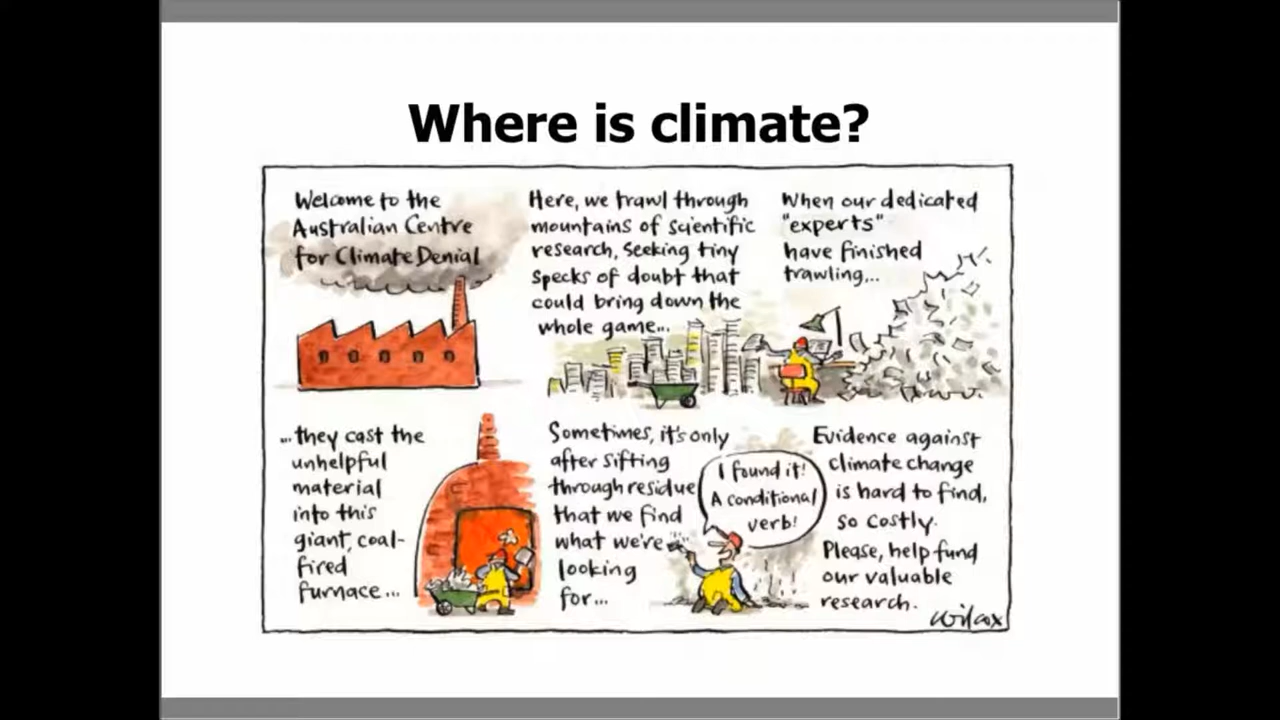 Where is climate?
Welcome to the
Australian Centre
for Climate Denial
Here, we trawl through
mountains of scientific
research, seeking tiny
specks of doubt that
could bring down the
whole game...
When our dedicated
"experts"
have finished
trawling...
...they cast the
unhelpful
material
into this
giant, coal-
fired
furnace...
Sometimes, it's only
after sifting
through residue
that we find
what we're
looking
for...
I found it!
A conditional
verb!
Evidence against
climate change
is hard to find,
so costly.
Please, help fund
our valuable
research.
Wilcox